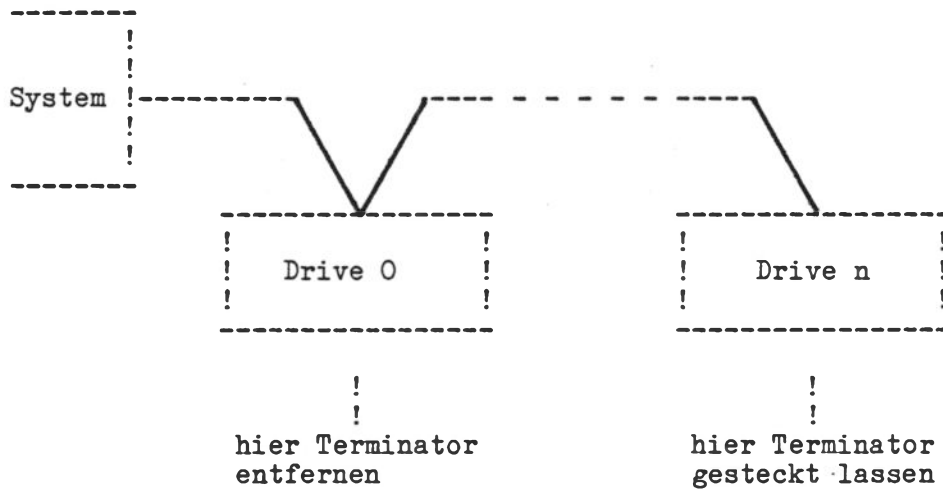 System
Drive 0
Drive n
hier Terminator
entfernen
hier Terminator
gesteckt lassen